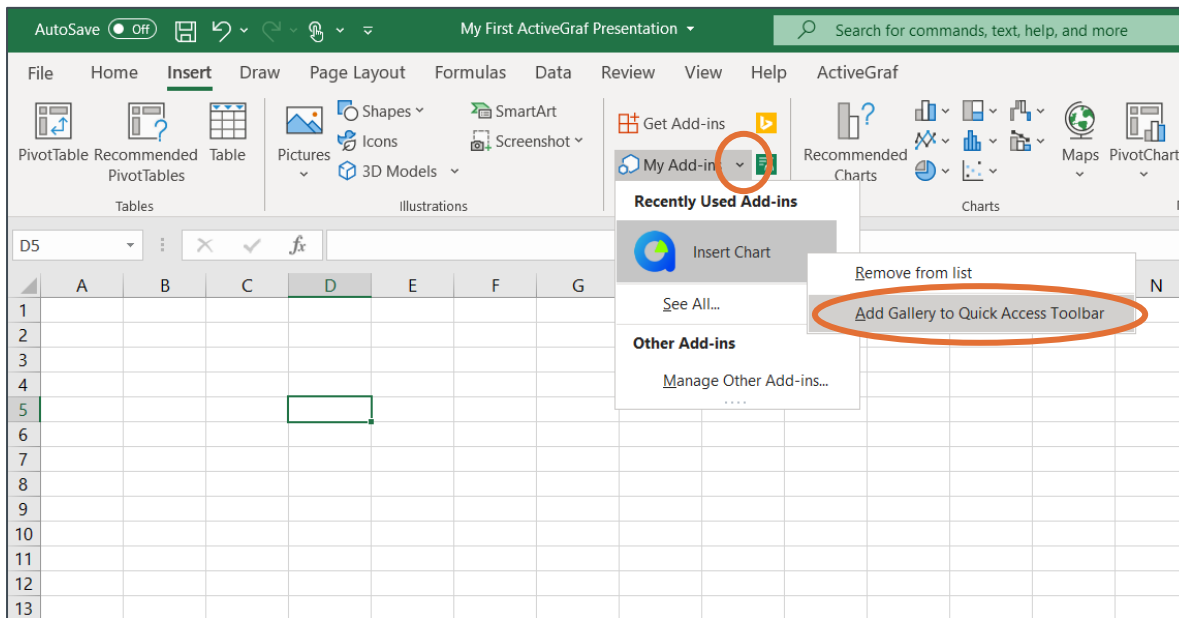 AutoSave Off My First ActiveGraf Presentation Search for commands, text, help, and more
File Home Insert Draw Page Layout Formulas Data Review View Help ActiveGraf
PivotTable Recommended PivotTables Table
Tables
Pictures Shapes Icons 3D Models SmartArt Screenshot
Illustrations
Get Add-ins
My Add-ins
Recommended Charts
Maps PivotChart
Charts
Recently Used Add-ins
Insert Chart
See All...
Other Add-ins
Manage Other Add-ins...
Remove from list
Add Gallery to Quick Access Toolbar
D5 fx
A B C D E F G N
1
2
3
4
5
6
7
8
9
10
11
12
13